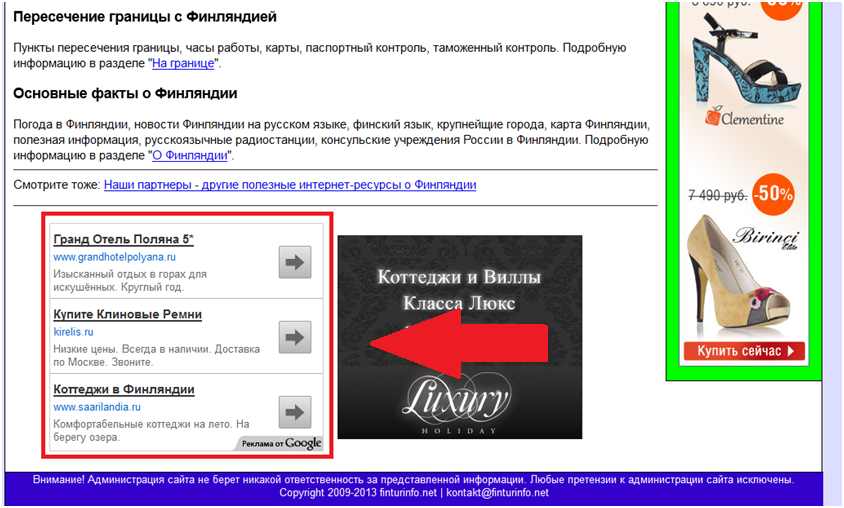 Пересечение границы с Финляндией
Пункты пересечения границы, часы работы, карты, паспортный контроль, таможенный контроль. Подробную
информацию в разделе "На границе".
Основные факты о Финляндии
Погода в Финляндии, новости Финляндии на русском языке, финский язык, крупнейщие города, карта Финляндии,
полезная информация, русскоязычные радиостанции, консульские учреждения России в Финляндии. Подробную
информацию в разделе "О Финляндии".
Смотрите тоже: Наши партнеры - другие полезные интернет-ресурсы о Финляндии
Гранд Отель Поляна 5*
www.grandhotelpolyana.ru
Изысканный отдых в горах для
искушённых. Круглый год.
Купите Клиновые Ремни
kirelis.ru
Низкие цены. Всегда в наличии. Доставка
по Москве. Звоните.
Коттеджи в Финляндии
www.saarilandia.ru
Комфортабельные коттеджи на лето. На
берегу озера.
Реклама от Google
Коттеджи и Виллы
Класса Люкс
Luxury
HOLIDAY
Clementine
7 490 руб. -50%
Birinci
Elite
Купить сейчас
Внимание! Администрация сайта не берет никакой ответственность за представленной информации. Любые претензии к администрации сайта исключены.
Copyright 2009-2013 finturinfo.net | kontakt@finturinfo.net